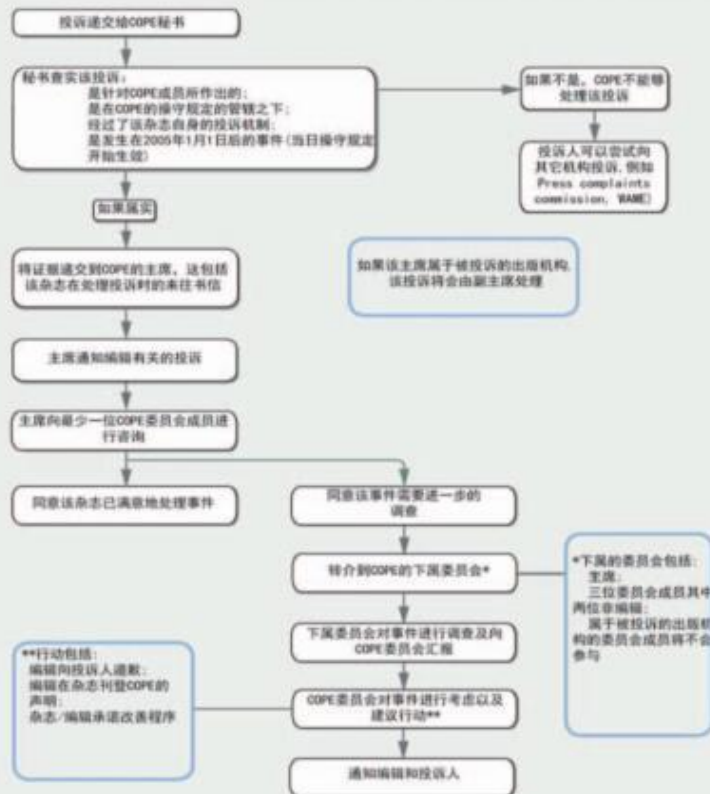 投诉递交给COPE秘书
秘书查实该投诉:
是针对COPE成员所作出的;
是在COPE的操守规定的管辖之下;
经过了该杂志自身的投诉机制;
是发生在2005年1月1日后的事件(当日操守规定
开始生效)
如果不是，COPE不能够
处理该投诉
投诉人可以尝试向
其它机构投诉，例如
Press complaints
commission, WAME)
如果属实
将证据递交到COPE的主席，这包括
该杂志在处理投诉时的来往书信
如果该主席属于被投诉的出版机构，
该投诉将会由副主席处理
主席通知编辑有关的投诉
主席向最少一位COPE委员会成员进
行咨询
同意该杂志已满意地处理事件
同意该事件需要进一步的
调查
转介到COPE的下属委员会*
*下属的委员会包括:
主席;
三位委员会成员其中
两位非编辑;
属于被投诉的出版机
构的委员会成员将不会
参与
下属委员会对事件进行调查及向
COPE委员会汇报
**行动包括:
编辑向投诉人道歉;
编辑在杂志刊登COPE的
声明;
杂志/编辑承诺改善程序
COPE委员会对事件进行考虑以及
建议行动**
通知编辑和投诉人